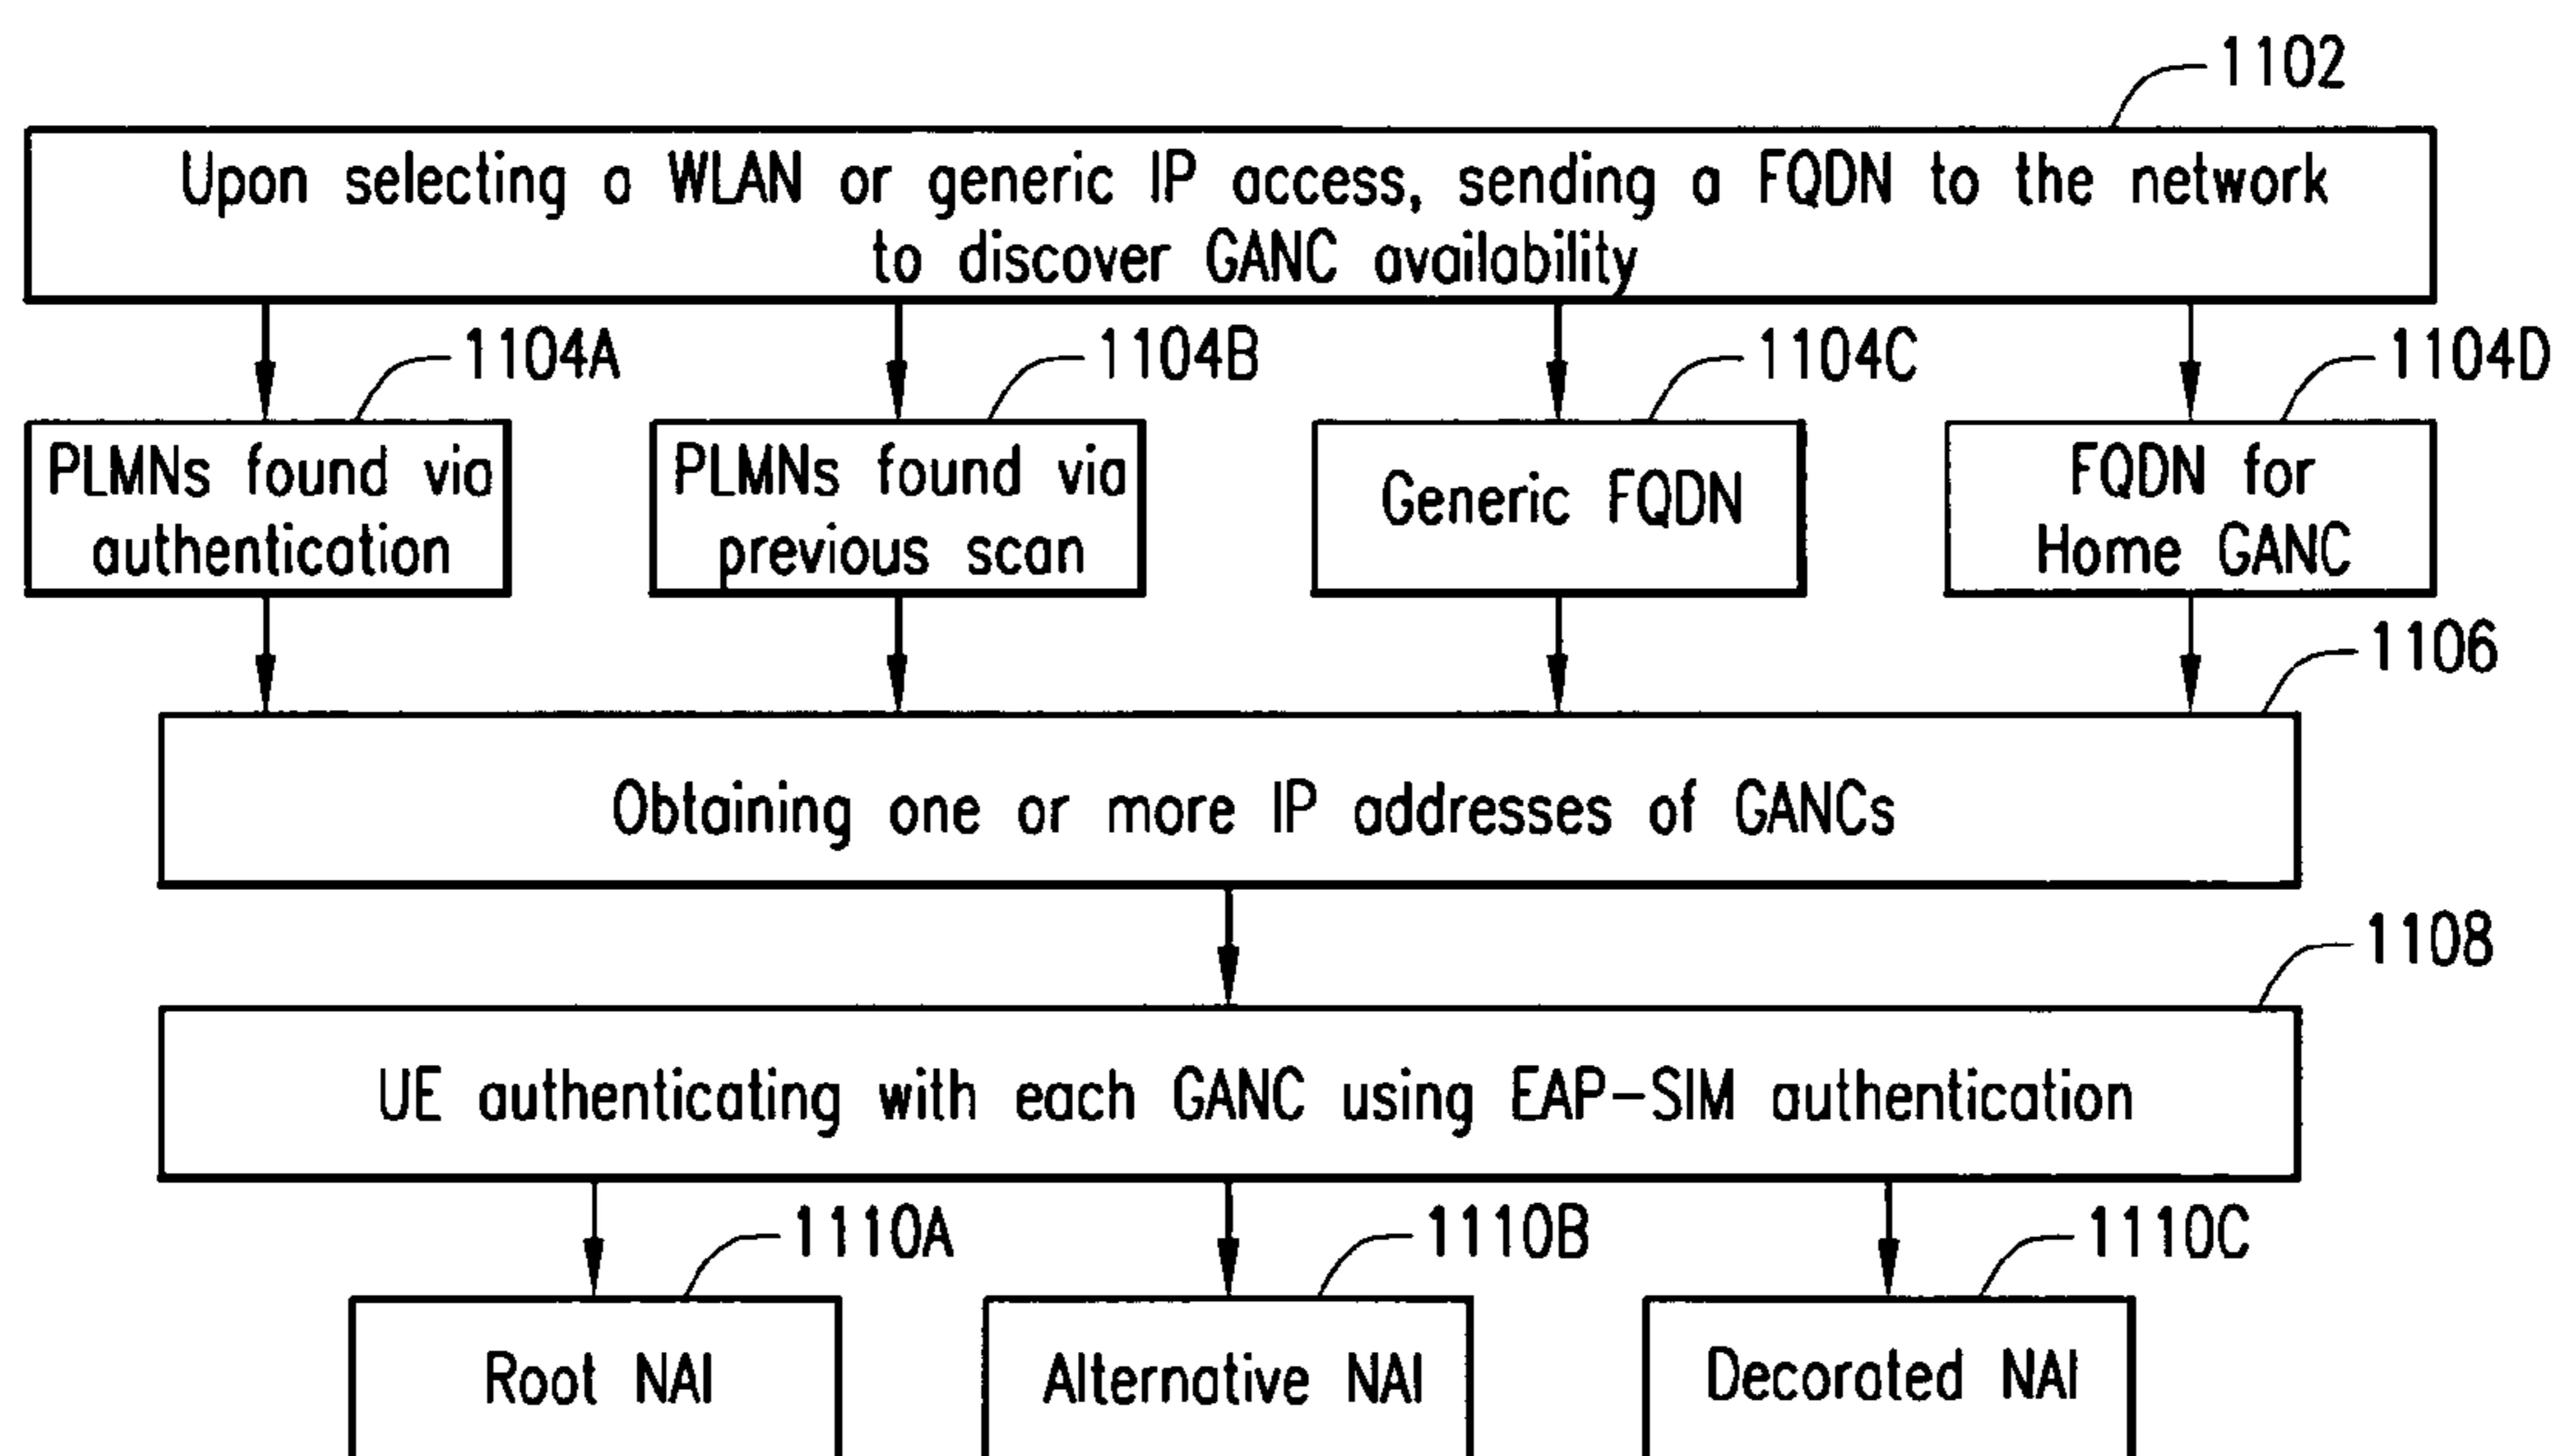 1102
Upon selecting a WLAN or generic IP access, sending a FQDN to the network
to discover GANC availability
1104A
1104B
1104C
1104D
PLMNs found via
authentication
PLMNs found via
previous scan
Generic FQDN
FQDN for
Home GANC
1106
Obtaining one or more IP addresses of GANCs
1108
UE authenticating with each GANC using EAP-SIM authentication
1110A
1110B
1110C
Root NAI
Alternative NAI
Decorated NAI